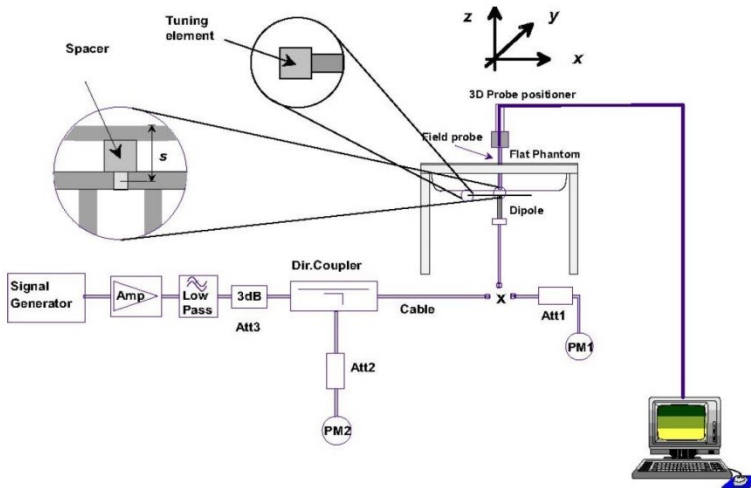 Tuning
element
Spacer
s
z
y
x
3D Probe positioner
Field probe
Flat Phantom
Dipole
Signal
Generator
Amp
Low
Pass
3dB
Att3
Dir.Coupler
Cable
x
Att1
PM1
Att2
PM2